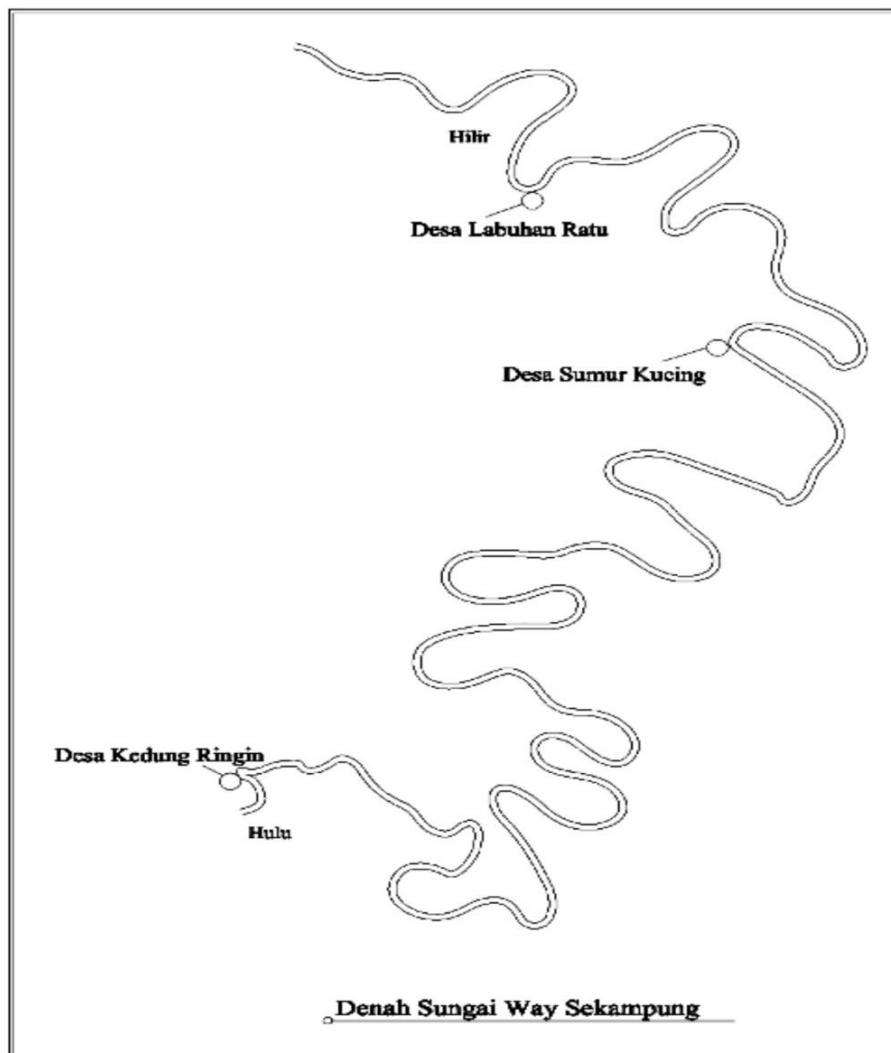 Hilir
Desa Labuhan Ratu
Desa Sumur Kucing
Desa Kedung Ringin
Hulu
Denah Sungai Way Sekampung